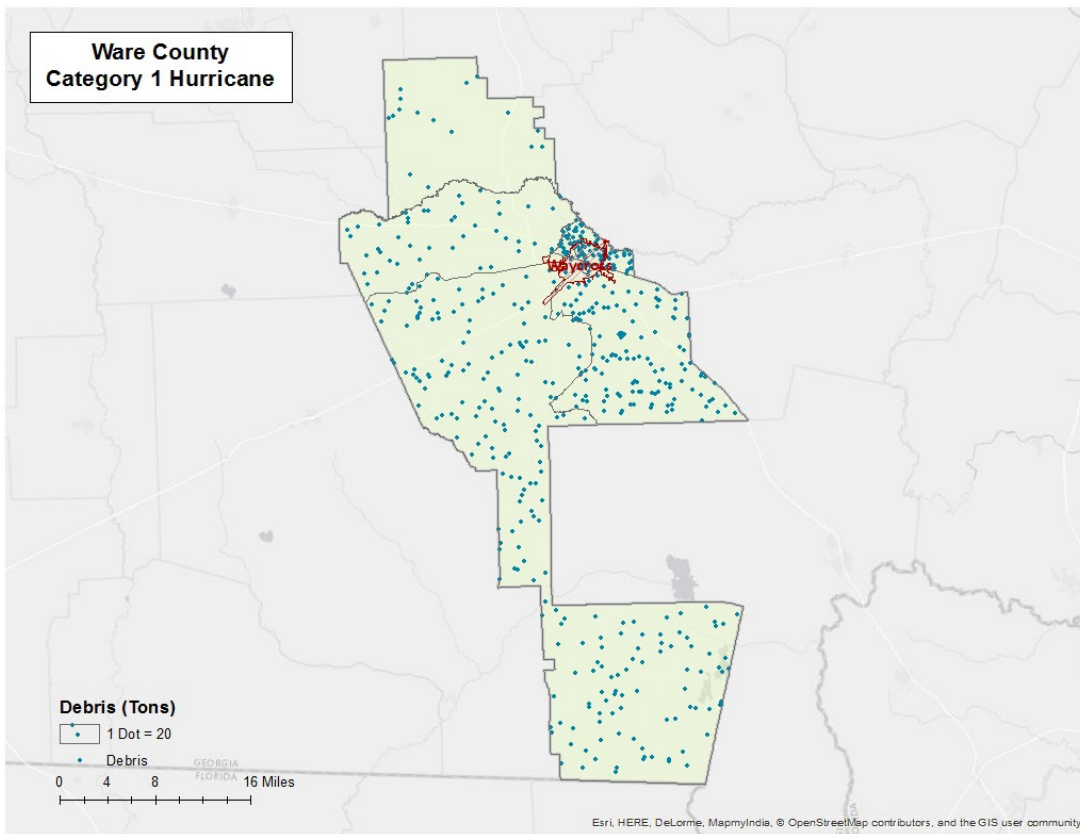 Ware County
Category 1 Hurricane
Waycross
Debris (Tons)
1 Dot = 20
Debris
GEORGIA
FLORIDA
0 4 8 16 Miles
FLORIDA
Esri, HERE, DeLorme, MapmyIndia, © OpenStreetMap contributors, and the GIS user community